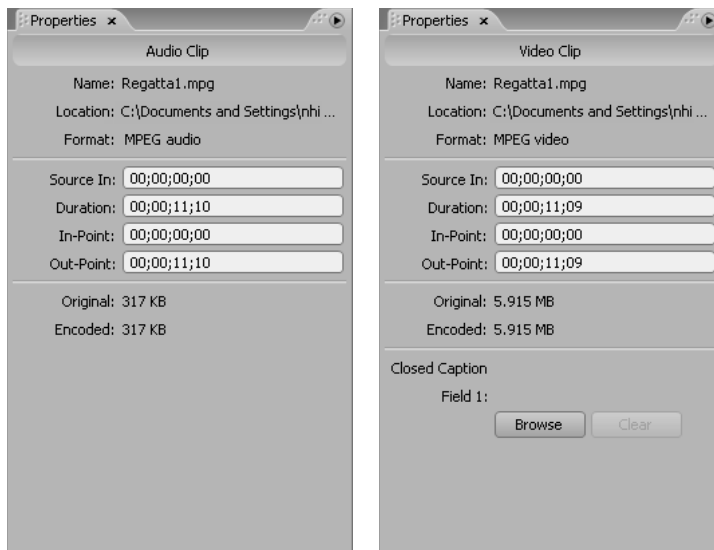 Properties ×
Audio Clip
Name: Regatta1.mpg
Location: C:\Documents and Settings\nhi ...
Format: MPEG audio
Source In: 00;00;00;00
Duration: 00;00;11;10
In-Point: 00;00;00;00
Out-Point: 00;00;11;10
Original: 317 KB
Encoded: 317 KB
Properties ×
Video Clip
Name: Regatta1.mpg
Location: C:\Documents and Settings\nhi ...
Format: MPEG video
Source In: 00;00;00;00
Duration: 00;00;11;09
In-Point: 00;00;00;00
Out-Point: 00;00;11;09
Original: 5.915 MB
Encoded: 5.915 MB
Closed Caption
Field 1:
Browse Clear